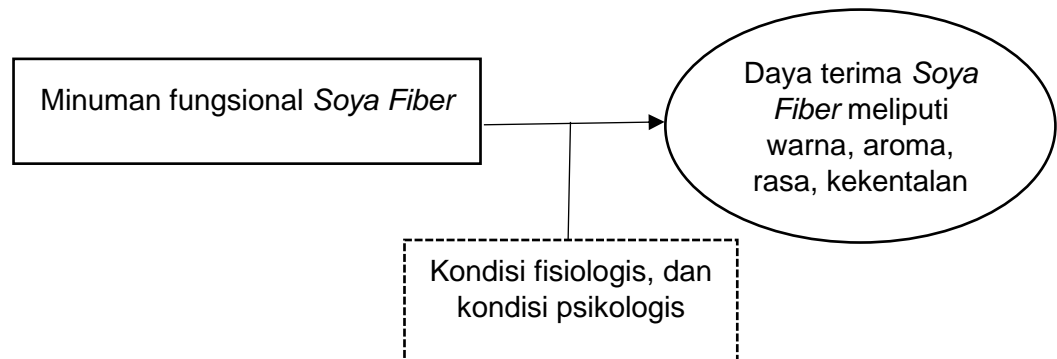 Minuman fungsional Soya Fiber
Daya terima Soya
Fiber meliputi
warna, aroma,
rasa, kekentalan
Kondisi fisiologis, dan
kondisi psikologis